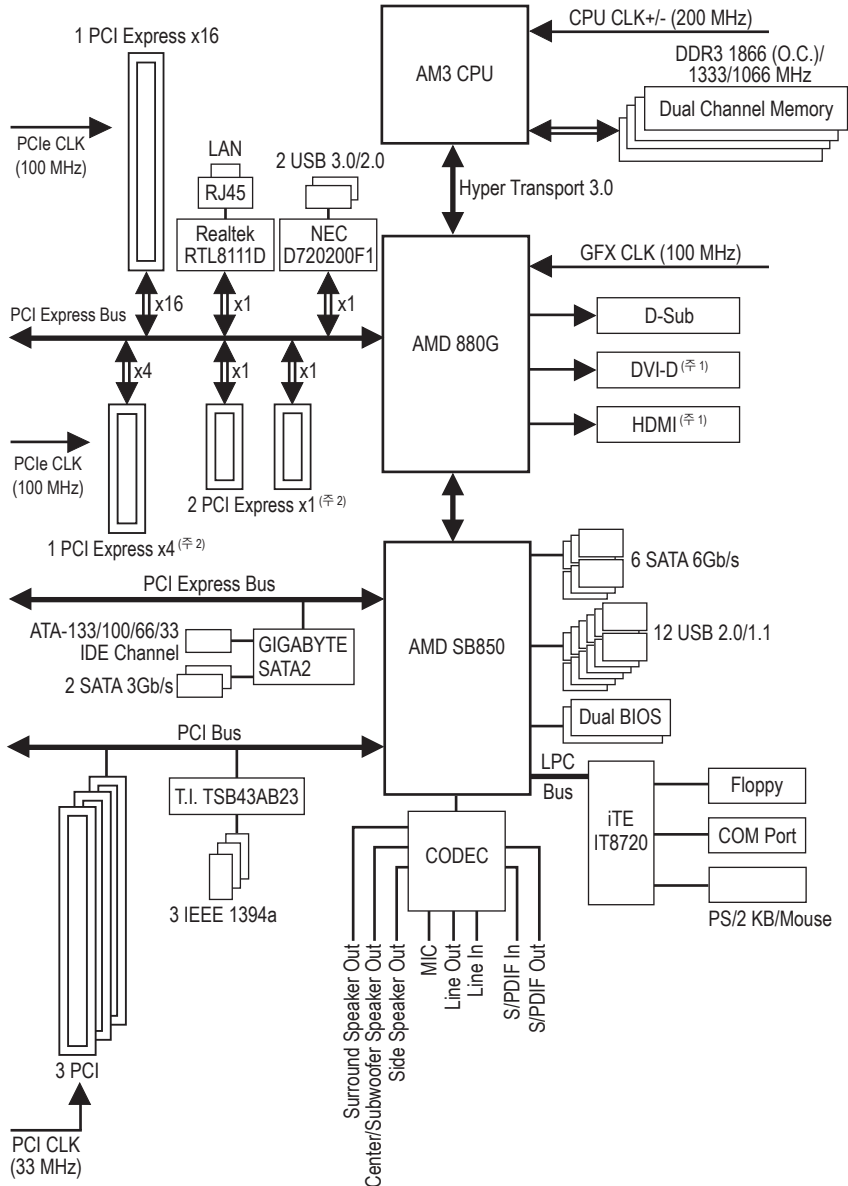 1 PCI Express x16
AM3 CPU
CPU CLK+/- (200 MHz)
DDR3 1866 (O.C.)/
1333/1066 MHz
Dual Channel Memory
PCIe CLK
(100 MHz)
LAN
RJ45
2 USB 3.0/2.0
Realtek
RTL8111D
NEC
D720200F1
Hyper Transport 3.0
GFX CLK (100 MHz)
x16
x1
x1
PCI Express Bus
AMD 880G
D-Sub
DVI-D (주 1)
HDMI (주 1)
x4
x1
x1
PCIe CLK
(100 MHz)
2 PCI Express x1 (주 2)
1 PCI Express x4 (주 2)
PCI Express Bus
AMD SB850
6 SATA 6Gb/s
ATA-133/100/66/33
IDE Channel
GIGABYTE
SATA2
2 SATA 3Gb/s
12 USB 2.0/1.1
Dual BIOS
PCI Bus
LPC
Bus
T.I. TSB43AB23
3 IEEE 1394a
iTE
IT8720
Floppy
COM Port
PS/2 KB/Mouse
CODEC
Surround Speaker Out
Center/Subwoofer Speaker Out
Side Speaker Out
MIC
Line Out
Line In
S/PDIF In
S/PDIF Out
3 PCI
PCI CLK
(33 MHz)